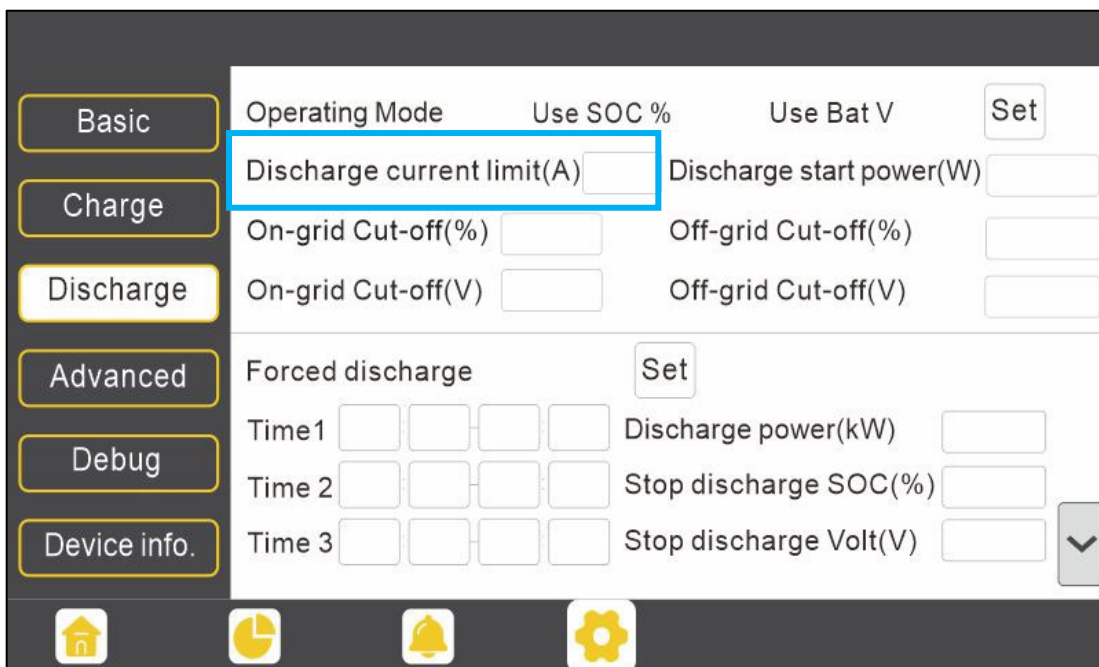 Basic
Charge
Discharge
Advanced
Debug
Device info.
Operating Mode Use SOC % Use Bat V Set
Discharge current limit(A) Discharge start power(W)
On-grid Cut-off(%) Off-grid Cut-off(%)
On-grid Cut-off(V) Off-grid Cut-off(V)
Forced discharge Set
Time1 : - : Discharge power(kW)
Time 2 : - : Stop discharge SOC(%)
Time 3 : - : Stop discharge Volt(V)